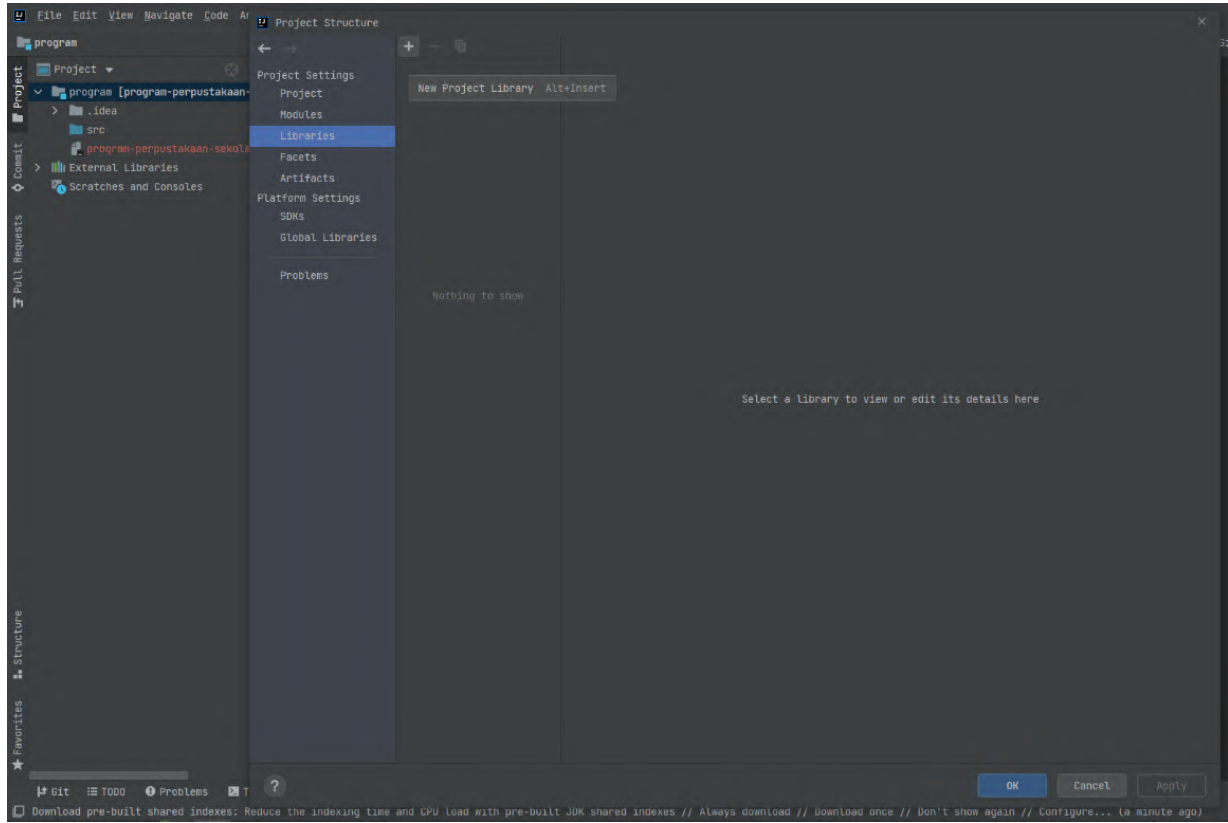 File Edit View Navigate Code
Project Structure
program
Project
program [program-perpustakaan-
.idea
src
program-perpustakaan-sekola
External Libraries
Scratches and Consoles
Project
Commit
Pull Requests
Structure
Favorites
Project Settings
Project
Modules
Libraries
Facets
Artifacts
Platform Settings
SDKs
Global Libraries
Problems
New Project Library Alt+Insert
Nothing to show
Select a library to view or edit its details here
?
OK Cancel Apply
Git TODO Problems
Download pre-built shared indexes: Reduce the indexing time and CPU load with pre-built JDK shared indexes // Always download // Download once // Don't show again // Configure... (a minute ago)